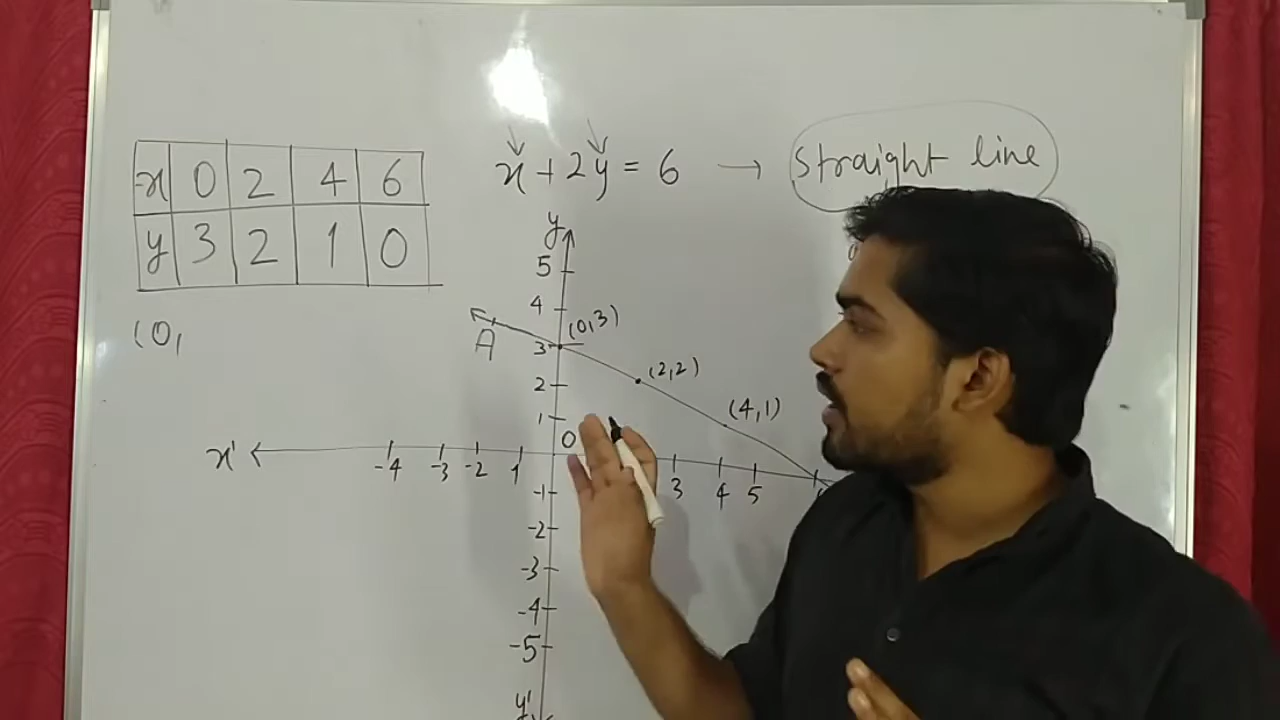 x + 2y = 6 → straight line
x 0 2 4 6
y 3 2 1 0
(0,
y
5
4
(0,3)
A
3
2
(2,2)
1
(4,1)
0
x'
-4 -3 -2 1 3 4 5
-1
-2
-3
-4
-5
y'